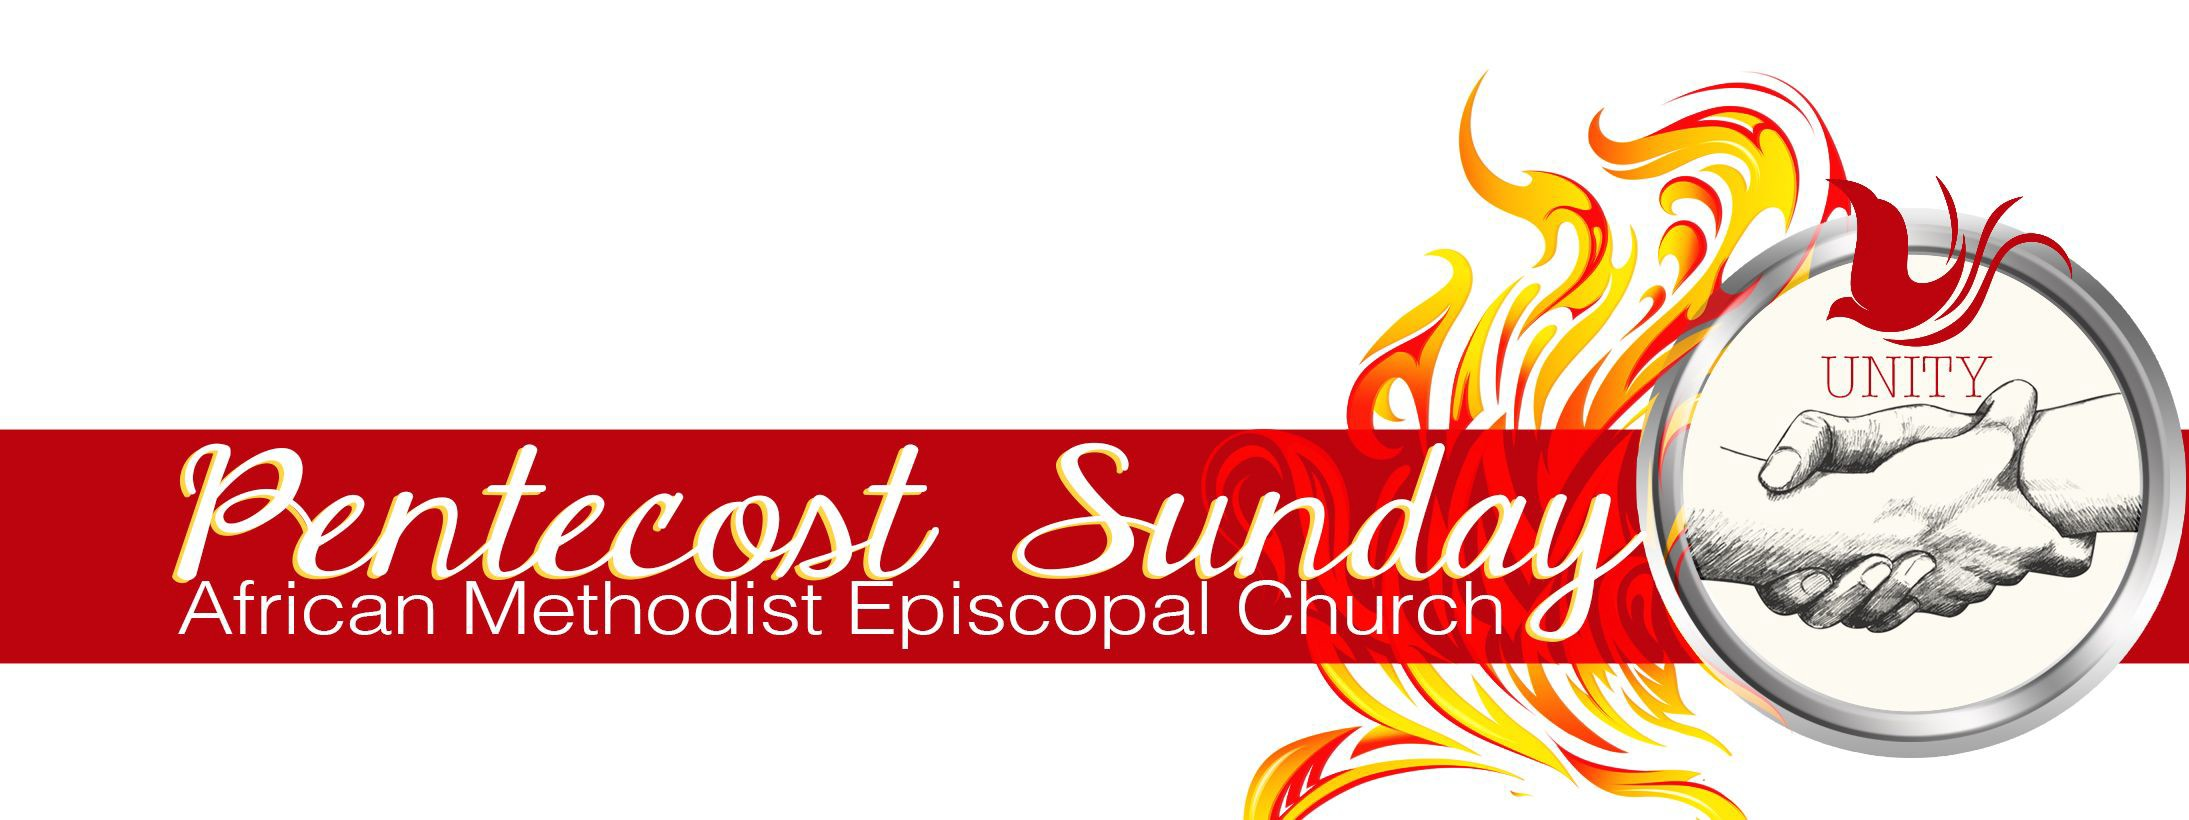 UNITY
Pentecost Sunday
African Methodist Episcopal Church